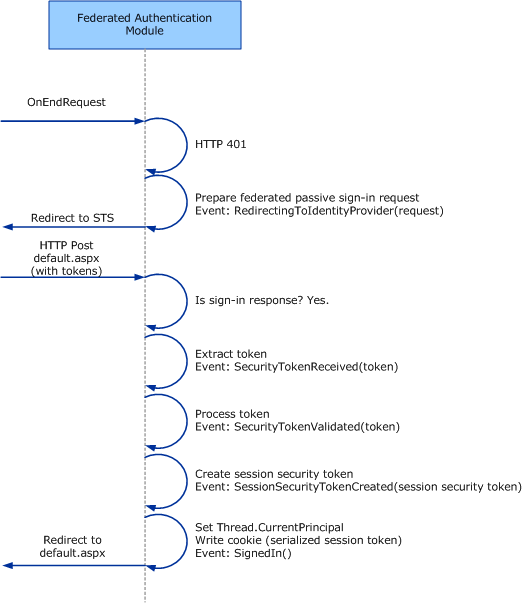 Federated Authentication
Module
OnEndRequest
HTTP 401
Prepare federated passive sign-in request
Event: RedirectingToIdentityProvider(request)
Redirect to STS
HTTP Post
default.aspx
(with tokens)
Is sign-in response? Yes.
Extract token
Event: SecurityTokenReceived(token)
Process token
Event: SecurityTokenValidated(token)
Create session security token
Event: SessionSecurityTokenCreated(session security token)
Set Thread.CurrentPrincipal
Write cookie (serialized session token)
Event: SignedIn()
Redirect to
default.aspx